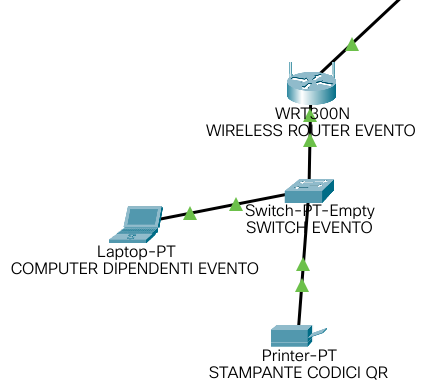 WRT300N
WIRELESS ROUTER EVENTO
Switch-PT-Empty
SWITCH EVENTO
Laptop-PT
COMPUTER DIPENDENTI EVENTO
Printer-PT
STAMPANTE CODICI QR